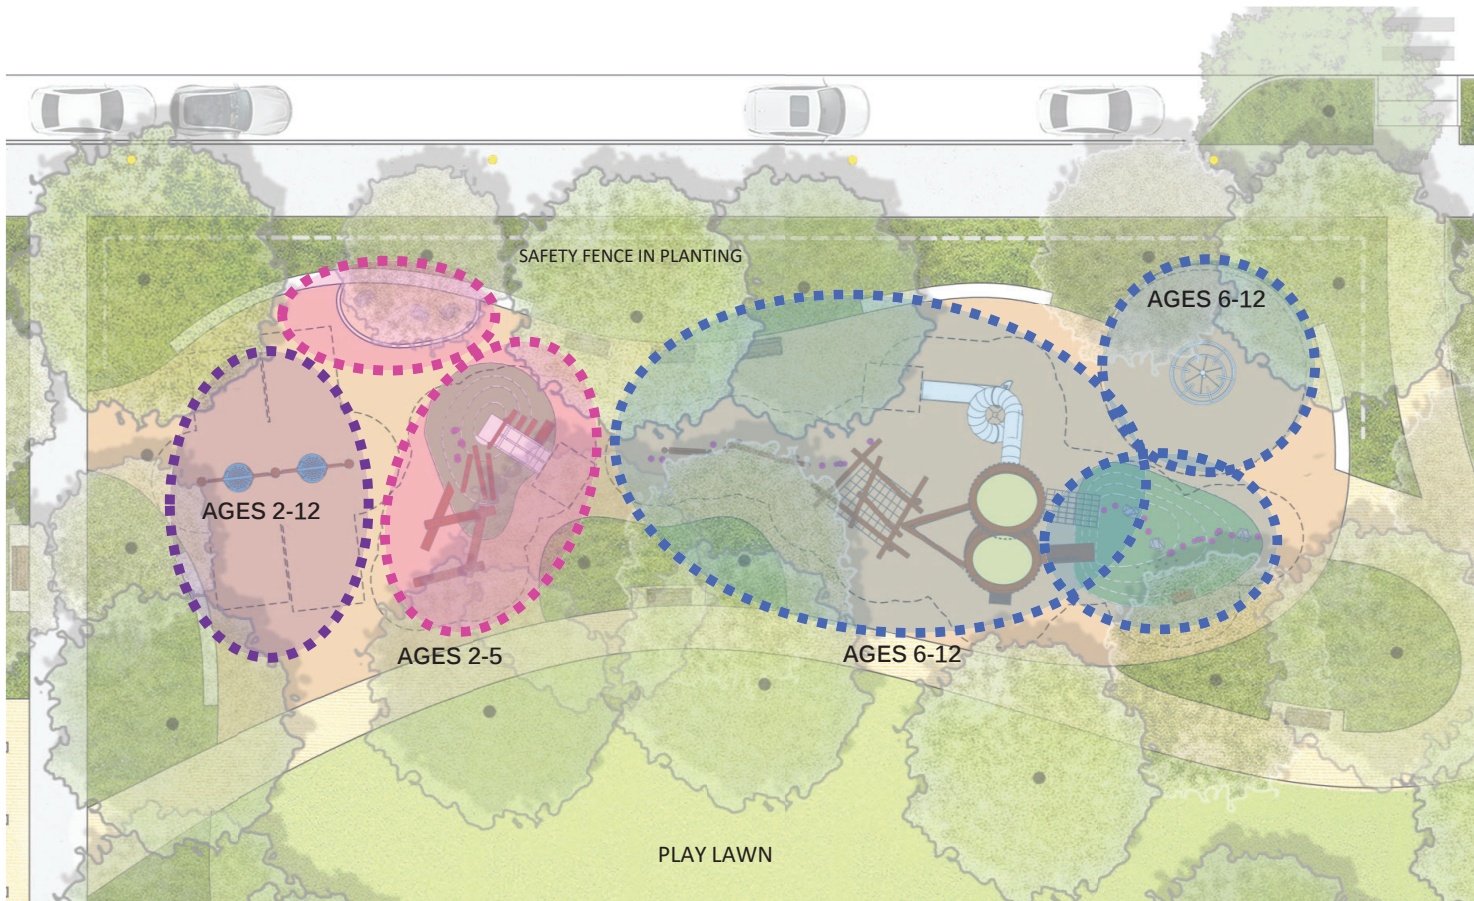 SAFETY FENCE IN PLANTING
AGES 6-12
AGES 2-12
AGES 2-5
AGES 6-12
PLAY LAWN